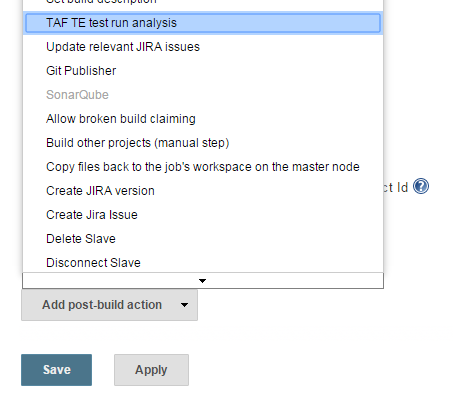 Set build description
TAF TE test run analysis
Update relevant JIRA issues
Git Publisher
SonarQube
Allow broken build claiming
Build other projects (manual step)
Copy files back to the job's workspace on the master node
ct Id
Create JIRA version
Create Jira Issue
Delete Slave
Disconnect Slave
Add post-build action
Save Apply